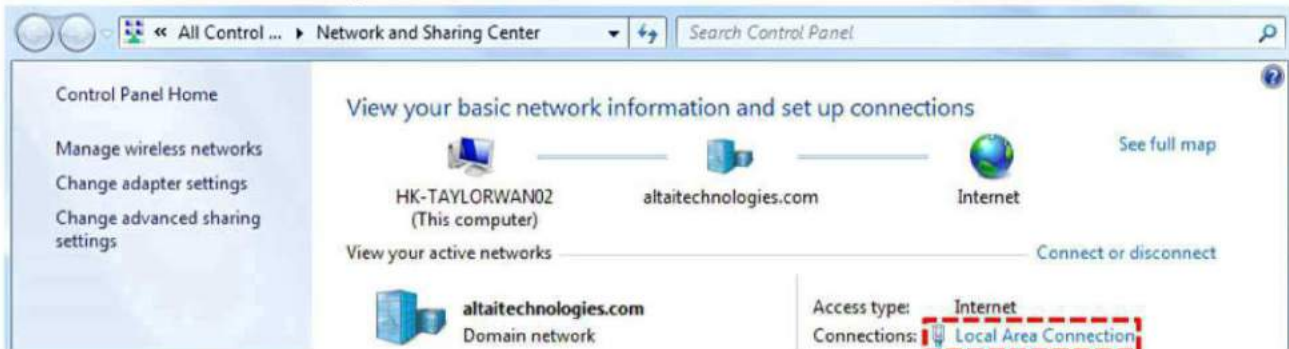 « All Control ... ▸ Network and Sharing Center
Search Control Panel
Control Panel Home
Manage wireless networks
Change adapter settings
Change advanced sharing
settings
View your basic network information and set up connections
See full map
HK-TAYLORWAN02
(This computer)
altaitechnologies.com
Internet
View your active networks
Connect or disconnect
altaitechnologies.com
Domain network
Access type: Internet
Connections: Local Area Connection